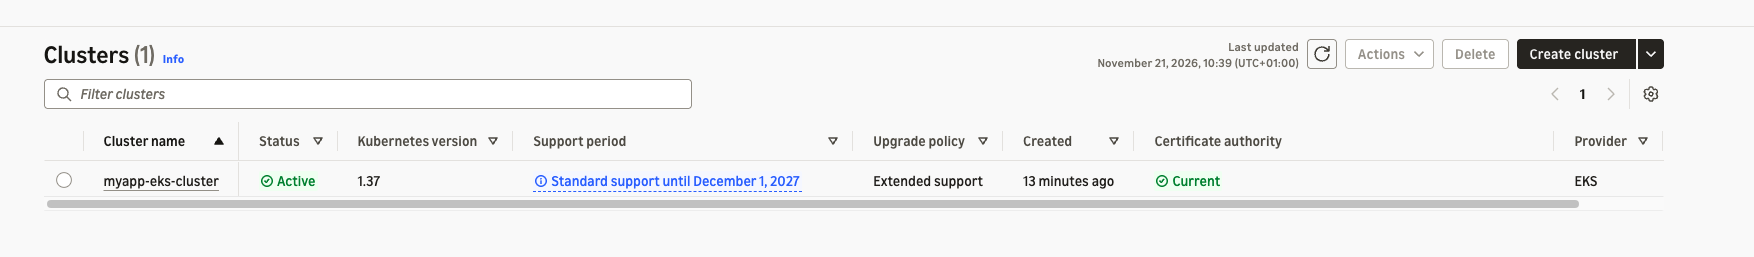 Clusters (1) Info
Last updated
November 21, 2026, 10:39 (UTC+01:00)
Actions
Delete
Create cluster
Filter clusters
1
Cluster name Status Kubernetes version Support period Upgrade policy Created Certificate authority Provider
myapp-eks-cluster Active 1.37 Standard support until December 1, 2027 Extended support 13 minutes ago Current EKS